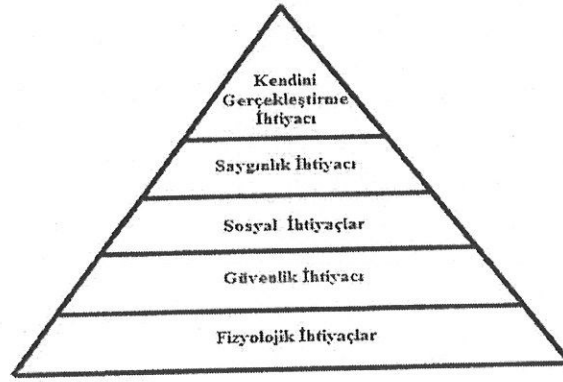 Kendini
Gerçekleştirme
İhtiyacı
Saygınlık İhtiyacı
Sosyal İhtiyaçlar
Güvenlik İhtiyacı
Fizyolojik İhtiyaçlar